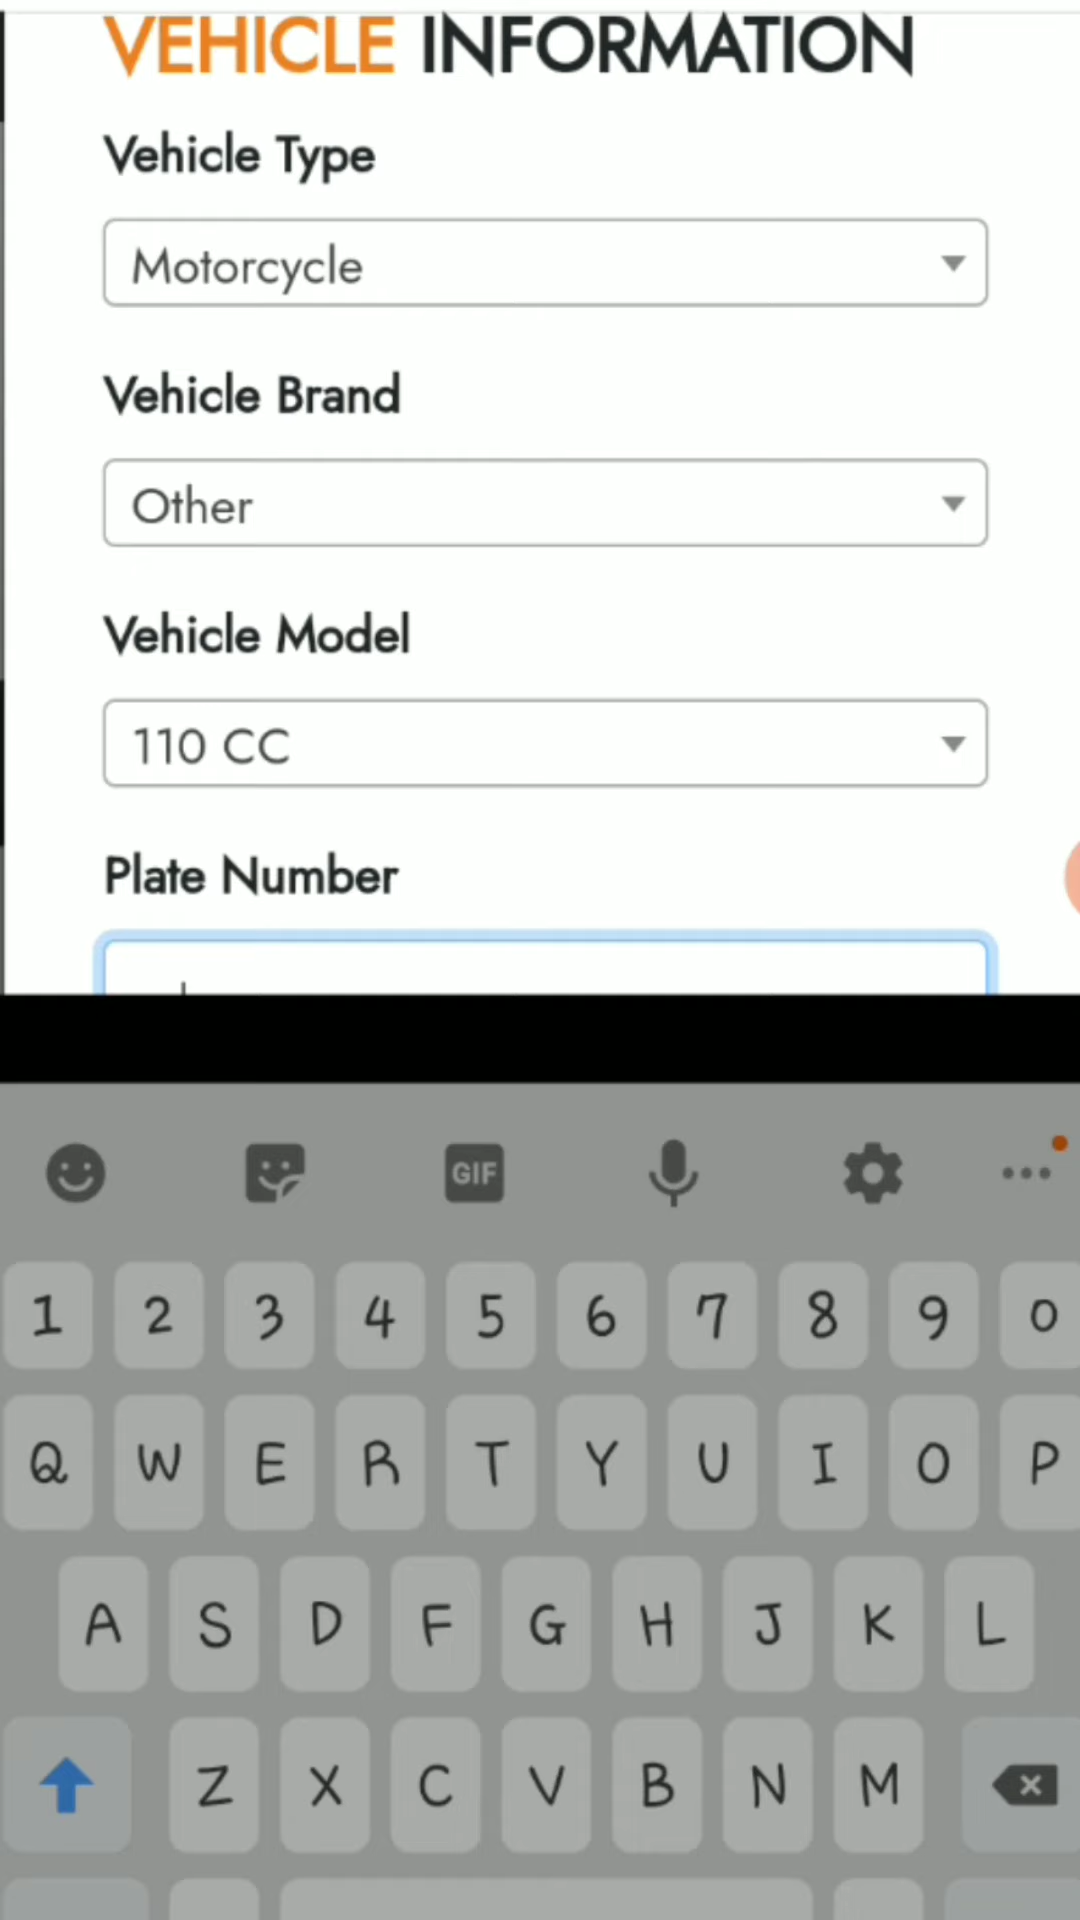 VEHICLE INFORMATION
Vehicle Type
Motorcycle
Vehicle Brand
Other
Vehicle Model
110 CC
Plate Number
GIF
1 2 3 4 5 6 7 8 9 0
Q W E R T Y U I O P
A S D F G H J K L
Z X C V B N M